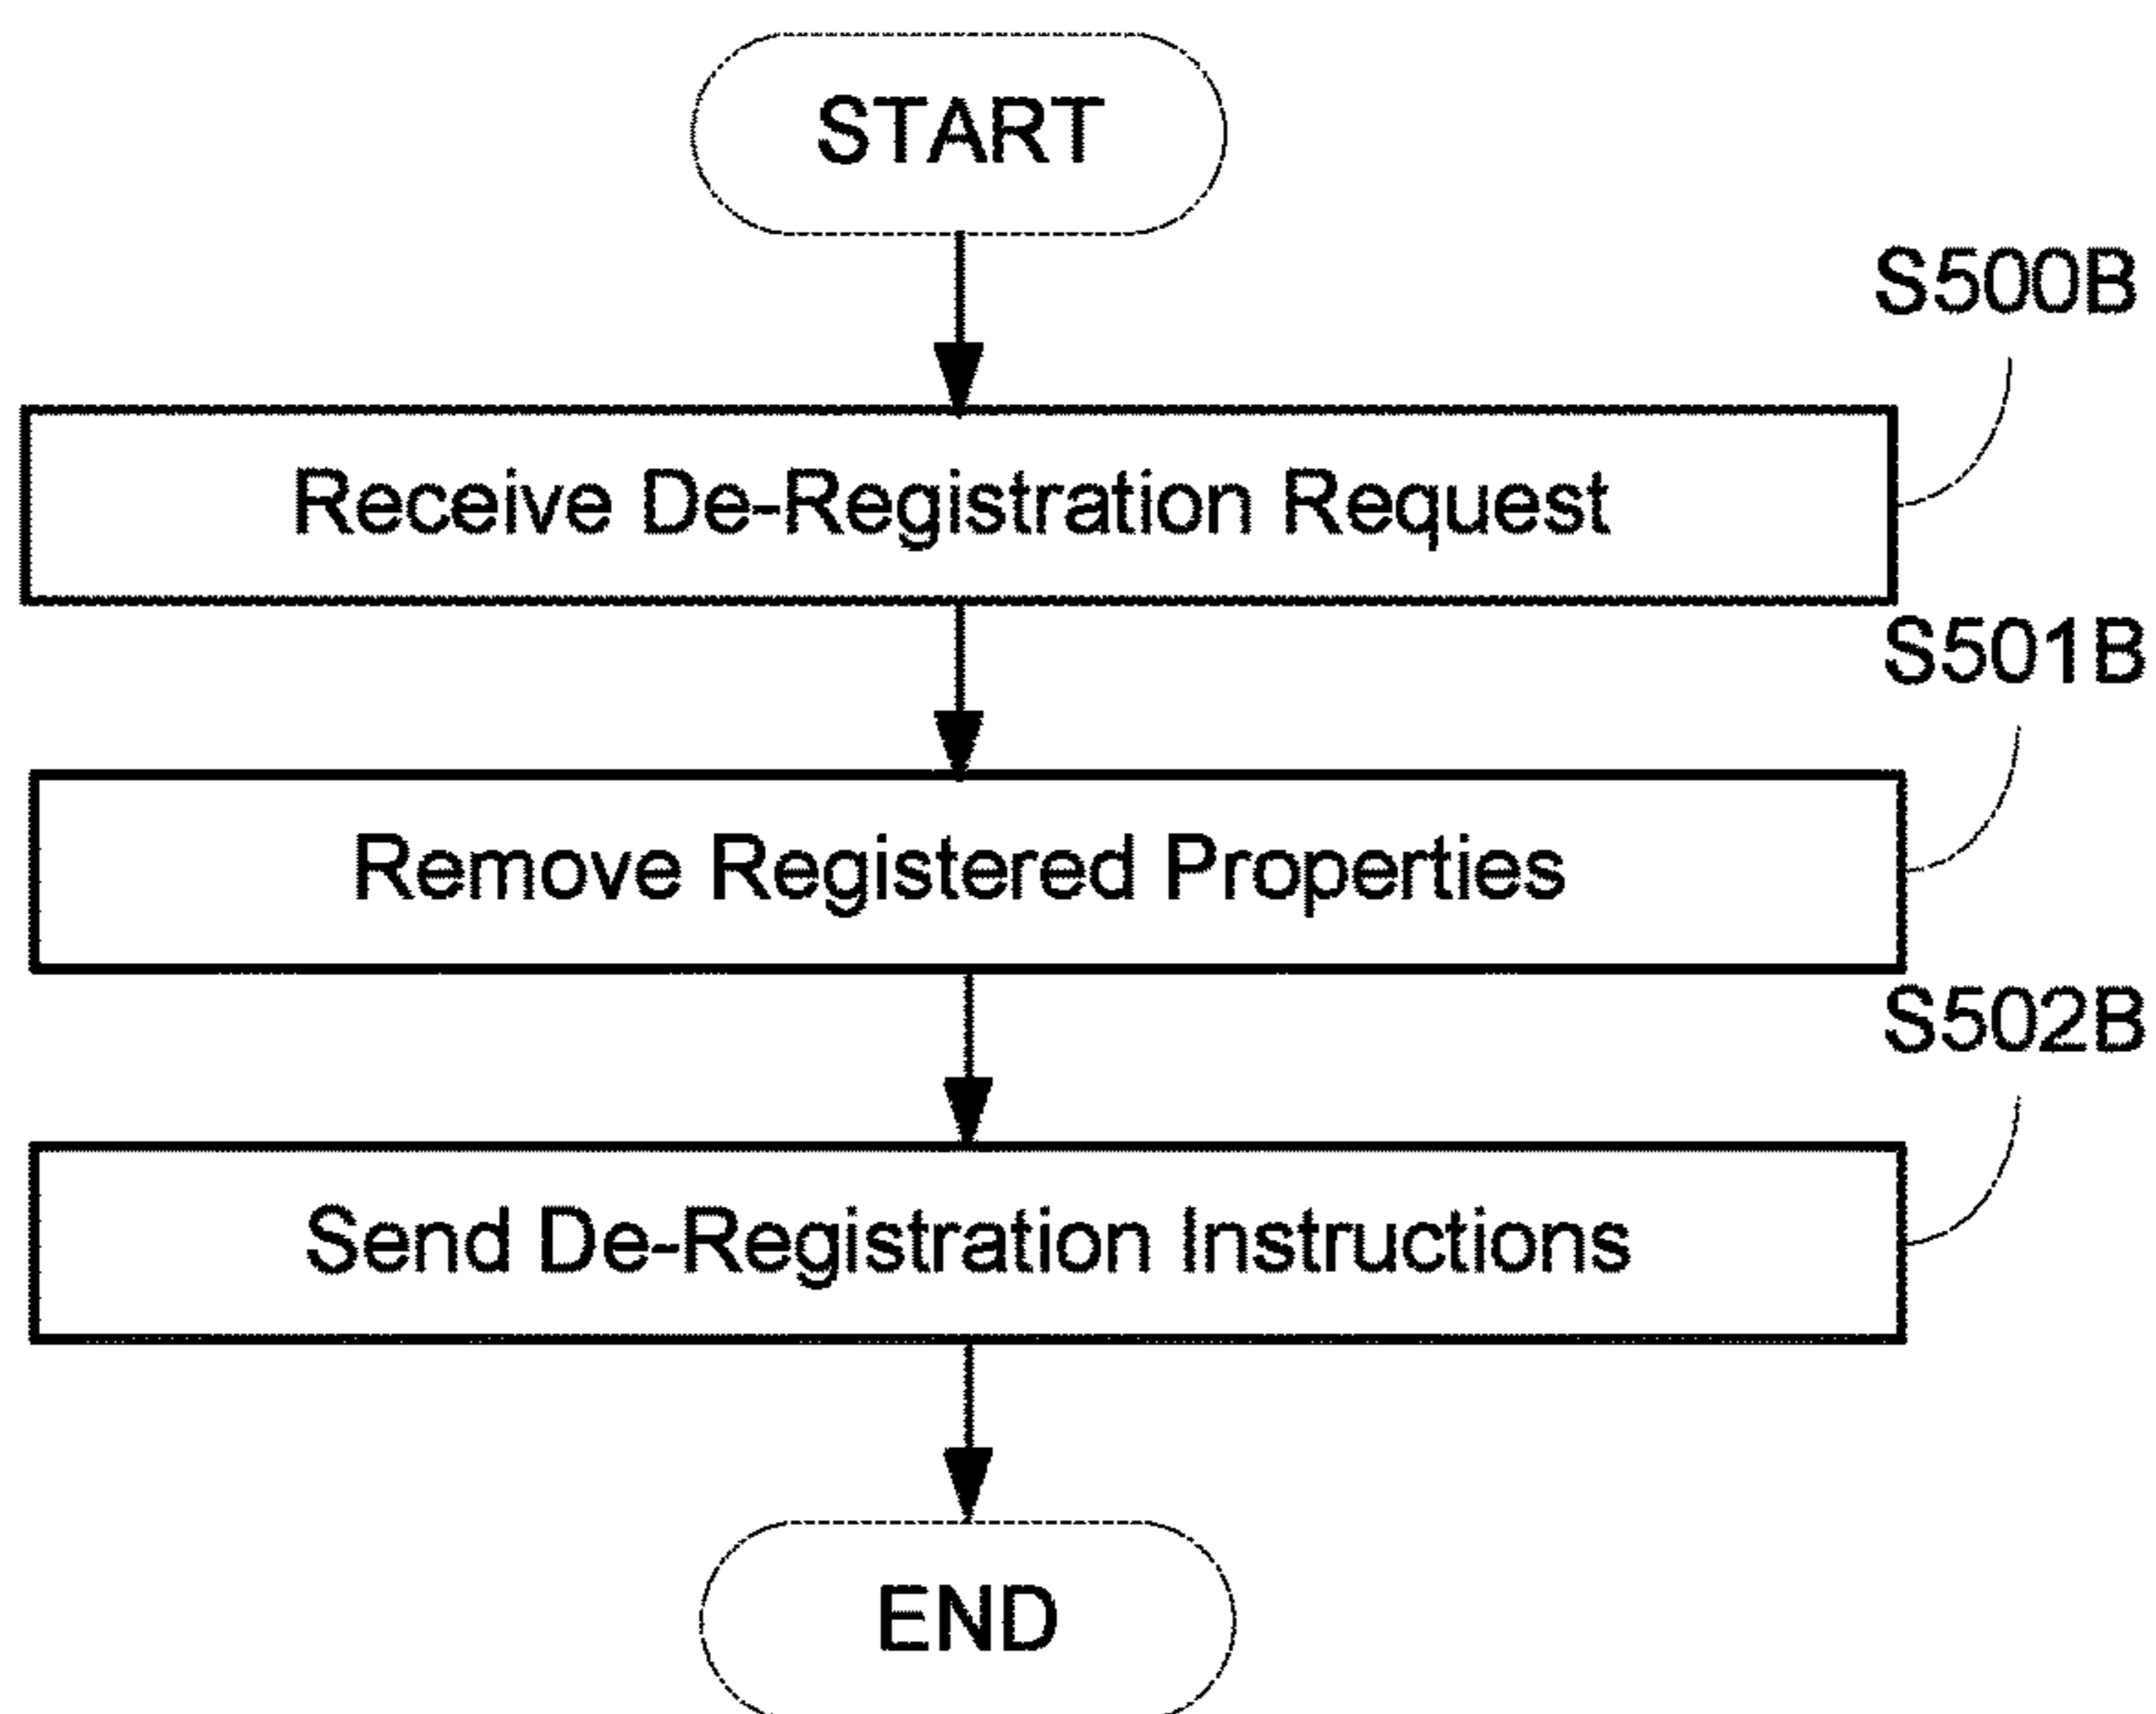 START
S500B
Receive De-Registration Request
S501B
Remove Registered Properties
S502B
Send De-Registration Instructions
END